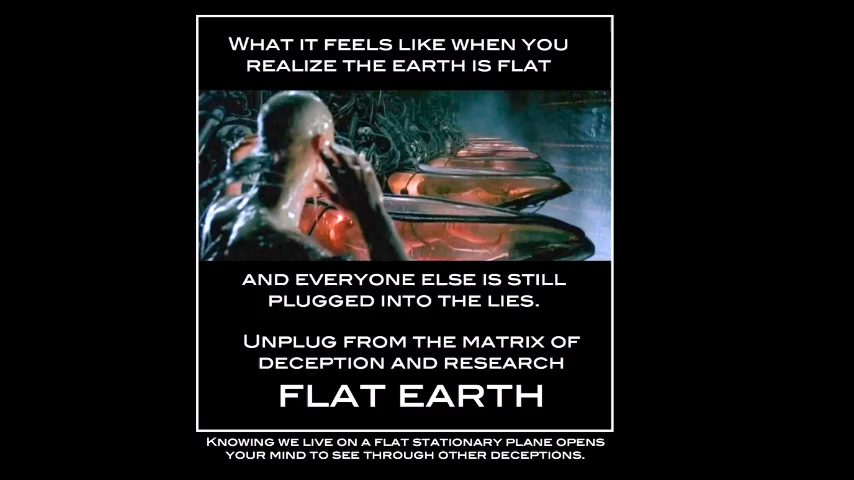 What it feels like when you
realize the earth is flat
and everyone else is still
plugged into the lies.
Unplug from the matrix of
deception and research
FLAT EARTH
Knowing we live on a flat stationary plane opens
your mind to see through other deceptions.